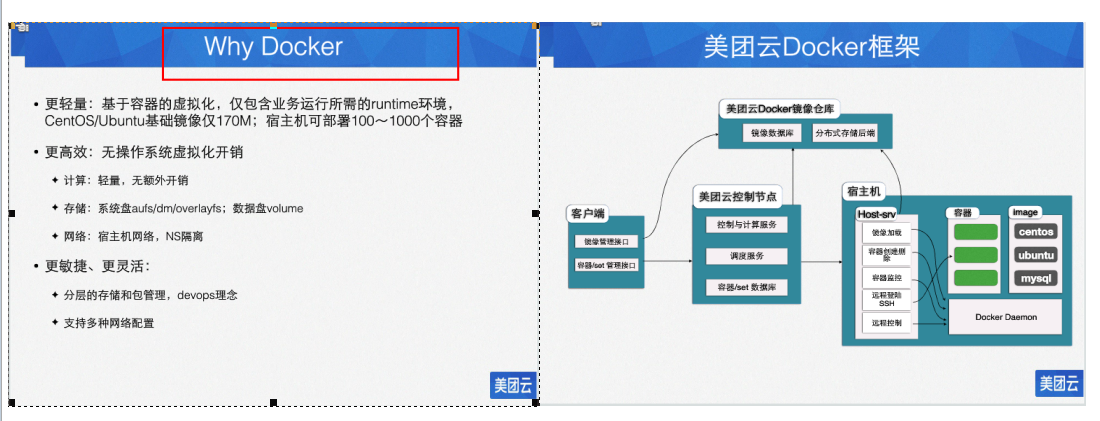 Why Docker
• 更轻量：基于容器的虚拟化，仅包含业务运行所需的runtime环境，
CentOS/Ubuntu基础镜像仅170M；宿主机可部署100～1000个容器
• 更高效：无操作系统虚拟化开销
✦ 计算：轻量，无额外开销
✦ 存储：系统盘aufs/dm/overlayfs；数据盘volume
✦ 网络：宿主机网络，NS隔离
• 更敏捷、更灵活：
✦ 分层的存储和包管理，devops理念
✦ 支持多种网络配置
美团云
美团云Docker框架
美团云Docker镜像仓库
镜像数据库
分布式存储后端
客户端
镜像管理接口
容器/set 管理接口
美团云控制节点
控制与计算服务
调度服务
容器/set 数据库
宿主机
Host-srv
镜像加载
容器创建删
除
容器监控
远程登陆
SSH
远程控制
容器
image
centos
ubuntu
mysql
Docker Daemon
美团云